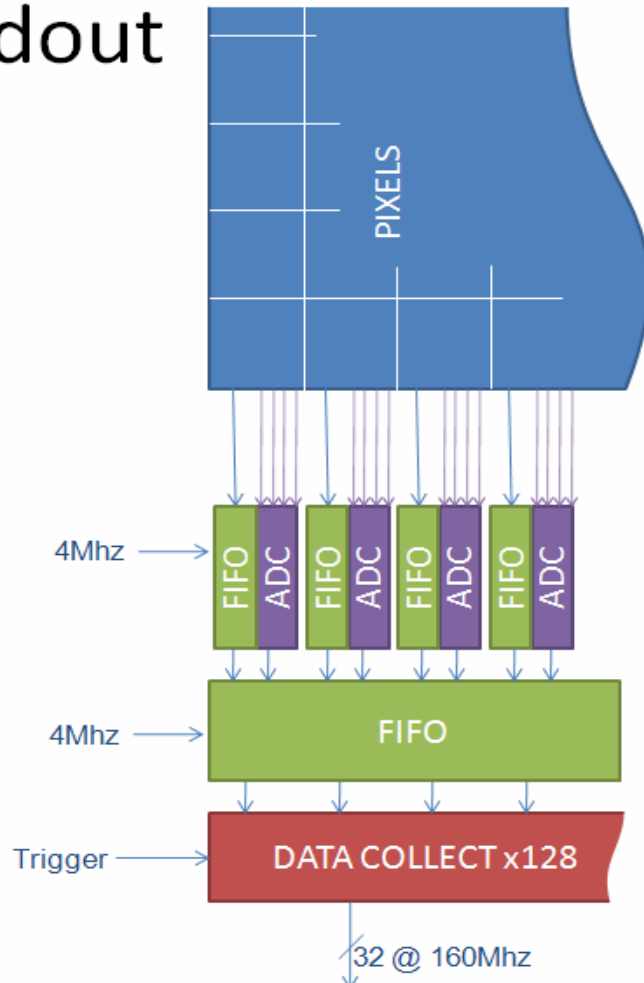 dout
PIXELS
4Mhz
FIFO ADC FIFO ADC FIFO ADC FIFO ADC
4Mhz
FIFO
Trigger
DATA COLLECT x128
32 @ 160Mhz